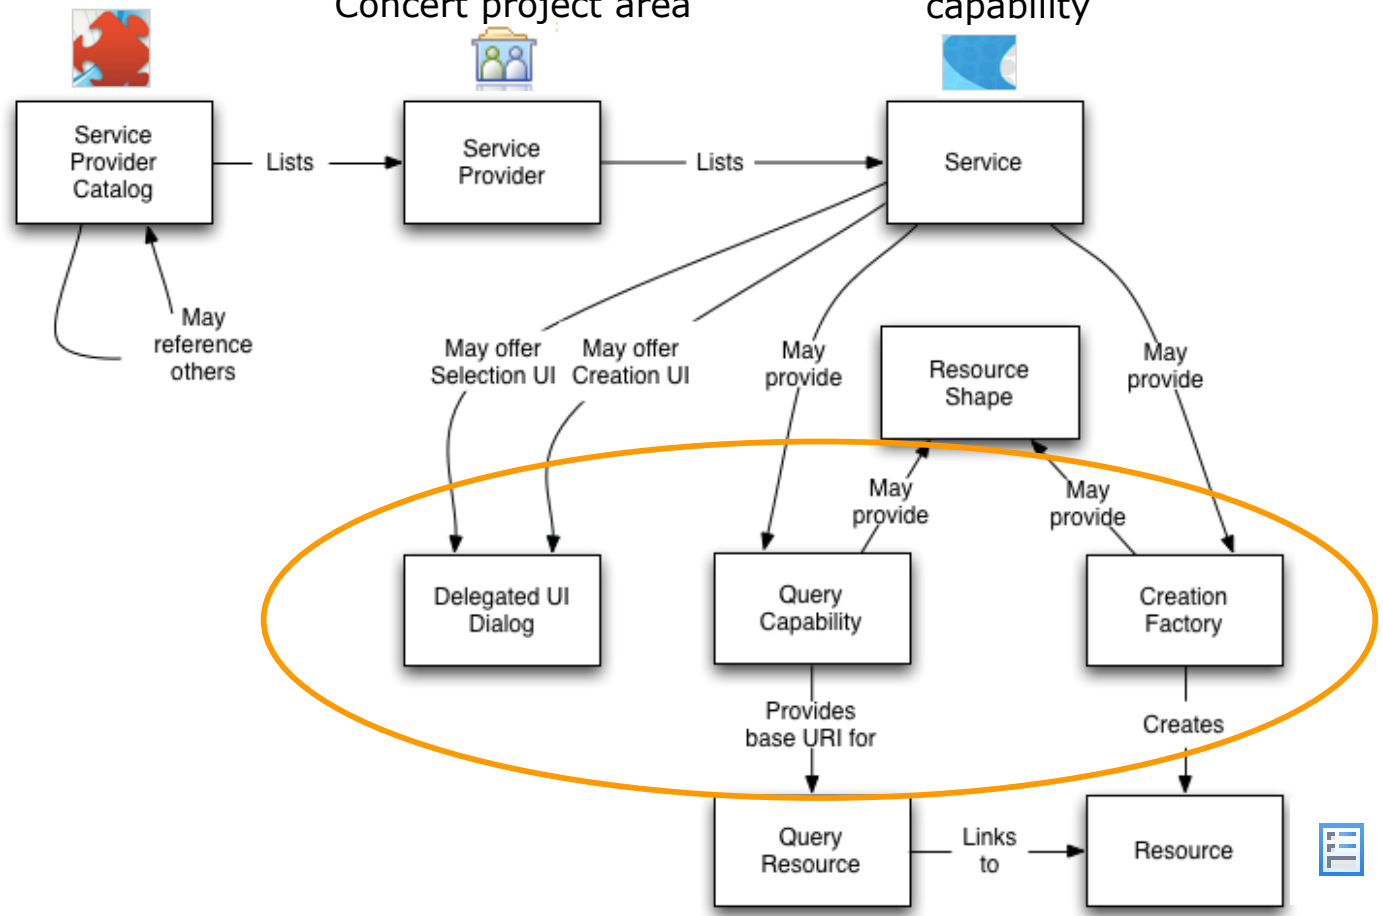 Concert project area
capability
Service
Provider
Catalog
Lists
Service
Provider
Lists
Service
May
reference
others
May offer
Selection UI
May offer
Creation UI
May
provide
Resource
Shape
May
provide
May
provide
May
provide
Delegated UI
Dialog
Query
Capability
Creation
Factory
Provides
base URI for
Creates
Query
Resource
Links
to
Resource